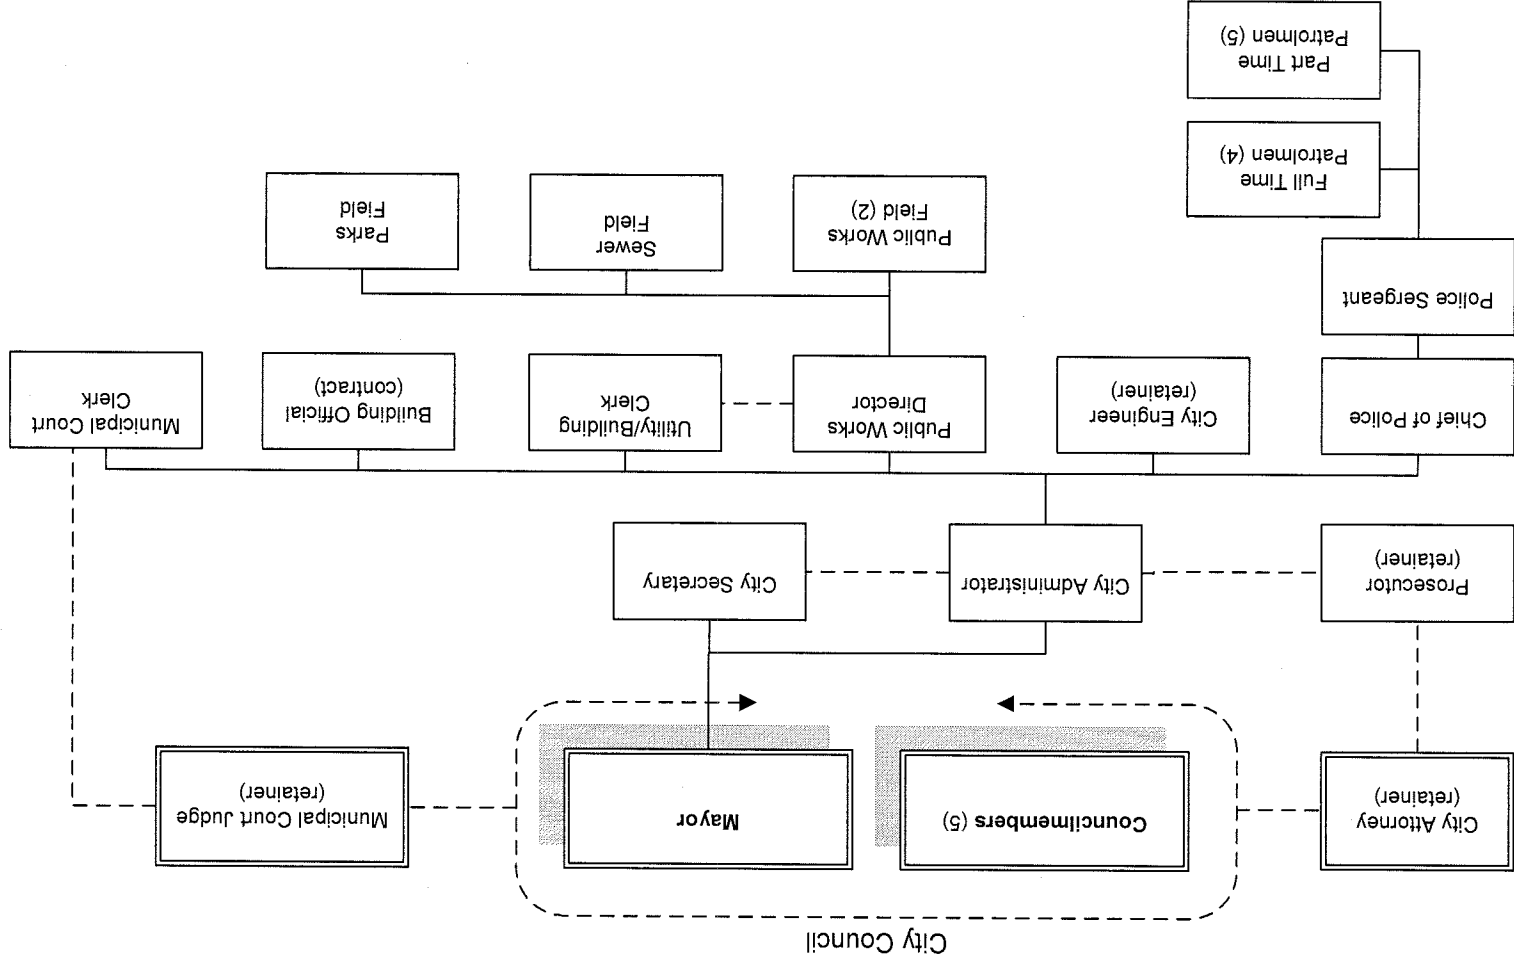 City Council
City Attorney
(retainer)
Councilmembers (5)
Mayor
Municipal Court Judge
(retainer)
Prosecutor
(retainer)
City Administrator
City Secretary
Chief of Police
City Engineer
(retainer)
Public Works
Director
Utility/Building
Clerk
Building Official
(contract)
Municipal Court
Clerk
Police Sergeant
Public Works
Field (2)
Sewer
Field
Parks
Field
Full Time
Patrolmen (4)
Part Time
Patrolmen (5)